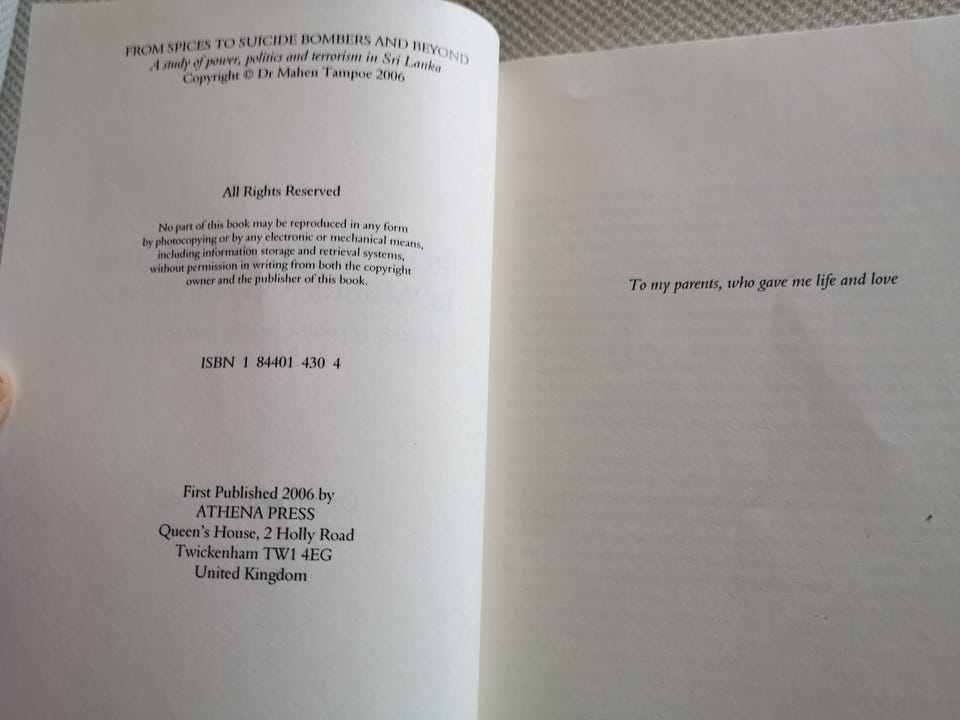 FROM SPICES TO SUICIDE BOMBERS AND BEYOND
A study of power, politics and terrorism in Sri Lanka
Copyright © Dr Mahen Tampoe 2006
All Rights Reserved
No part of this book may be reproduced in any form
by photocopying or by any electronic or mechanical means,
including information storage and retrieval systems,
without permission in writing from both the copyright
owner and the publisher of this book.
ISBN 1 84401 430 4
First Published 2006 by
ATHENA PRESS
Queen's House, 2 Holly Road
Twickenham TW1 4EG
United Kingdom
To my parents, who gave me life and love